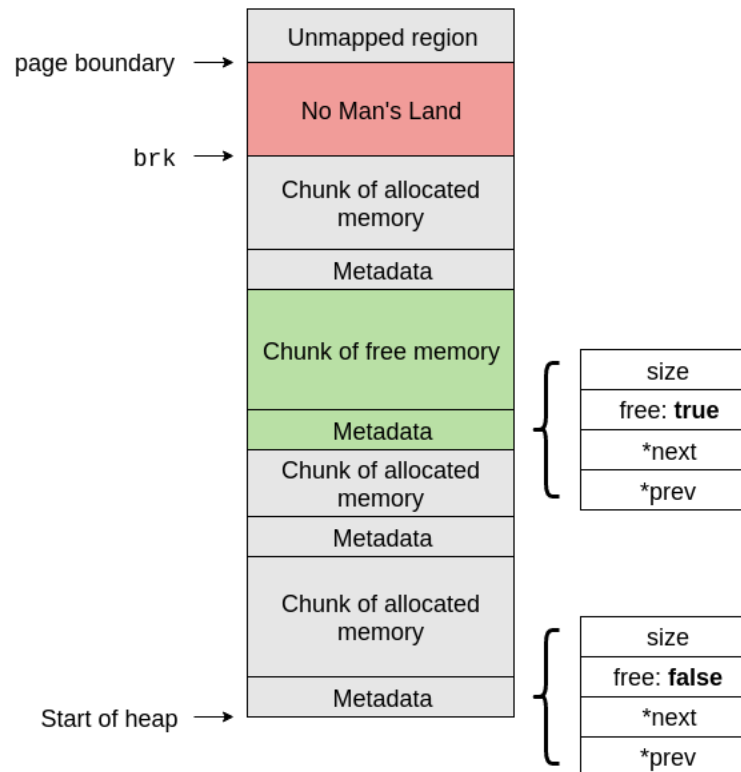 Unmapped region
page boundary
No Man's Land
brk
Chunk of allocated
memory
Metadata
Chunk of free memory
Metadata
size
free: true
*next
*prev
Chunk of allocated
memory
Metadata
Chunk of allocated
memory
Metadata
Start of heap
size
free: false
*next
*prev